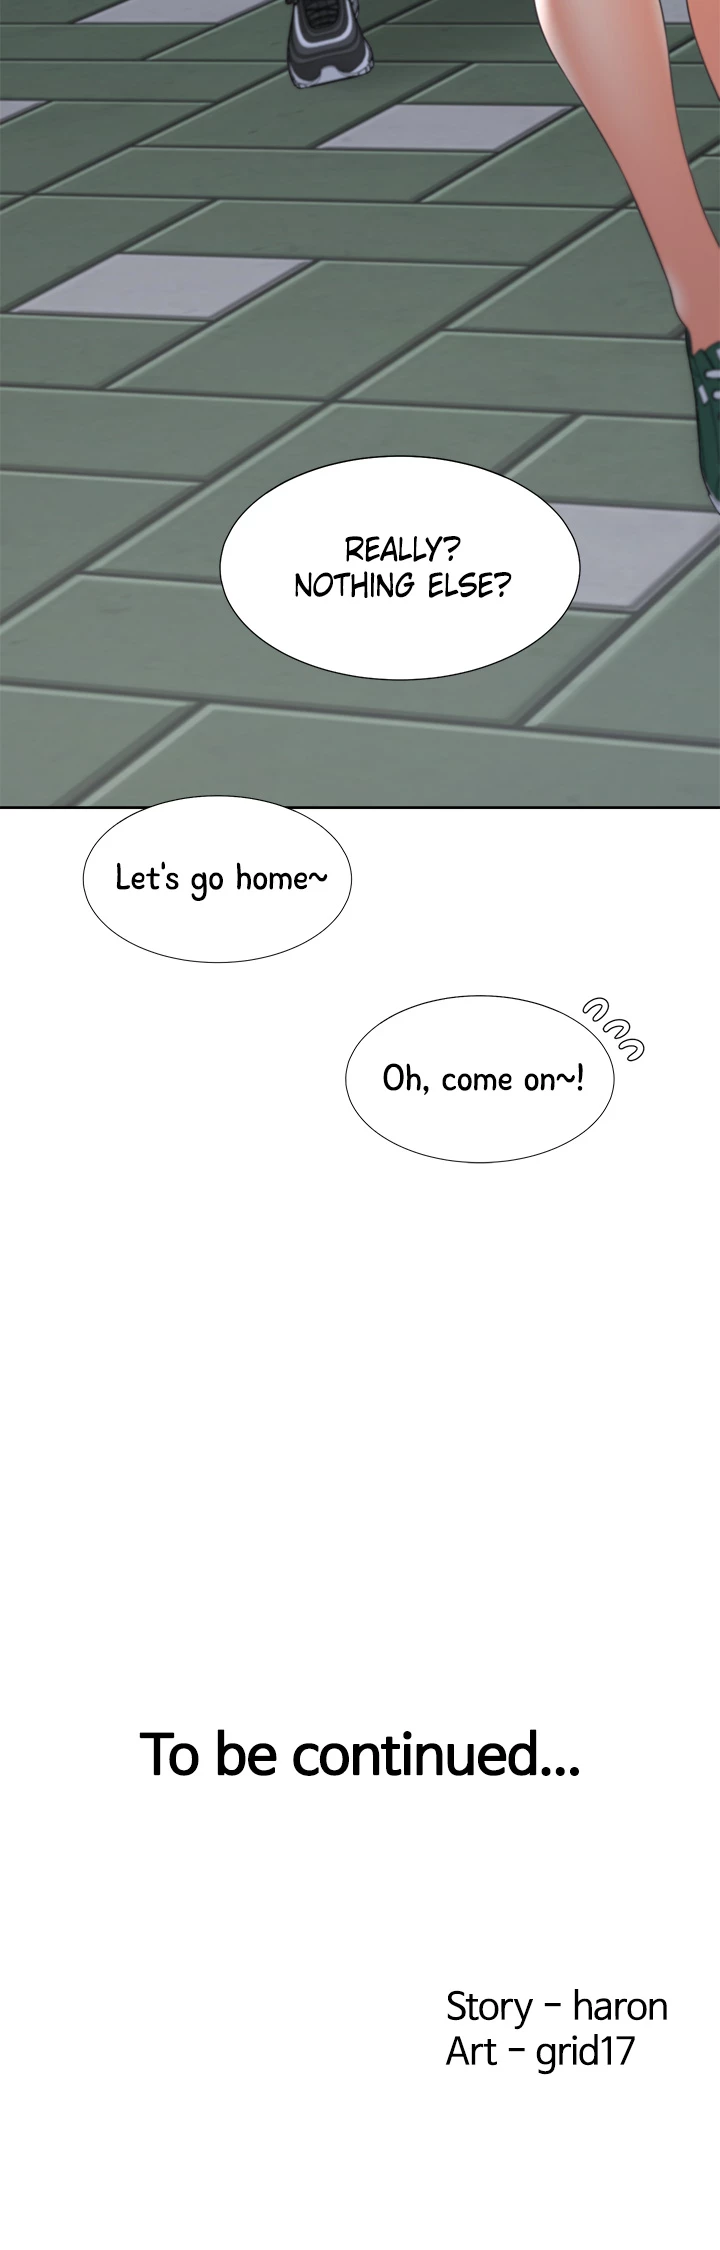 REALLY?
NOTHING ELSE?
Let's go home~
Oh, come on~!
To be continued...
Story - haron
Art - grid17